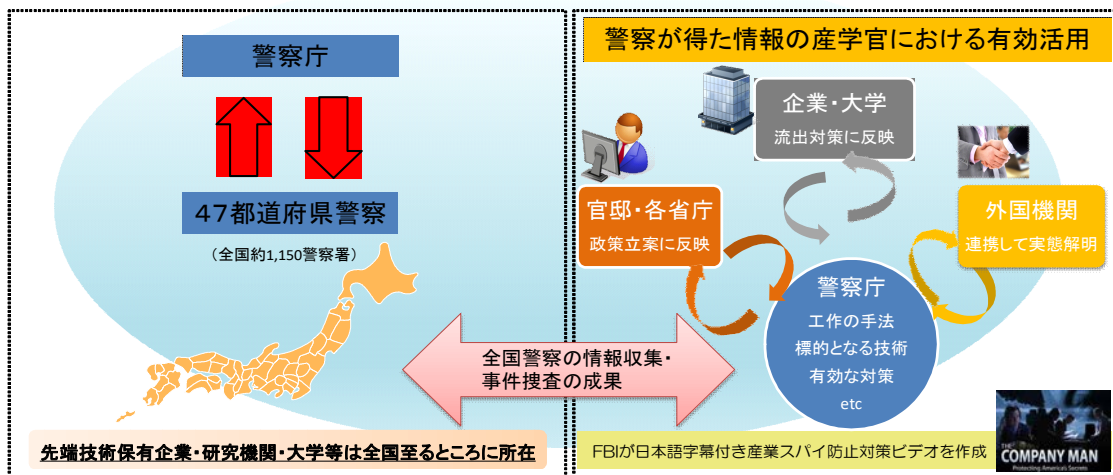 警察庁
47都道府県警察
（全国約1,150警察署）
全国警察の情報収集・
事件捜査の成果
先端技術保有企業・研究機関・大学等は全国至るところに所在
警察が得た情報の産学官における有効活用
企業・大学
流出対策に反映
官邸・各省庁
政策立案に反映
外国機関
連携して実態解明
警察庁
工作の手法
標的となる技術
有効な対策
etc
FBIが日本語字幕付き産業スパイ防止対策ビデオを作成
THE
COMPANY MAN
Protecting America's Secrets